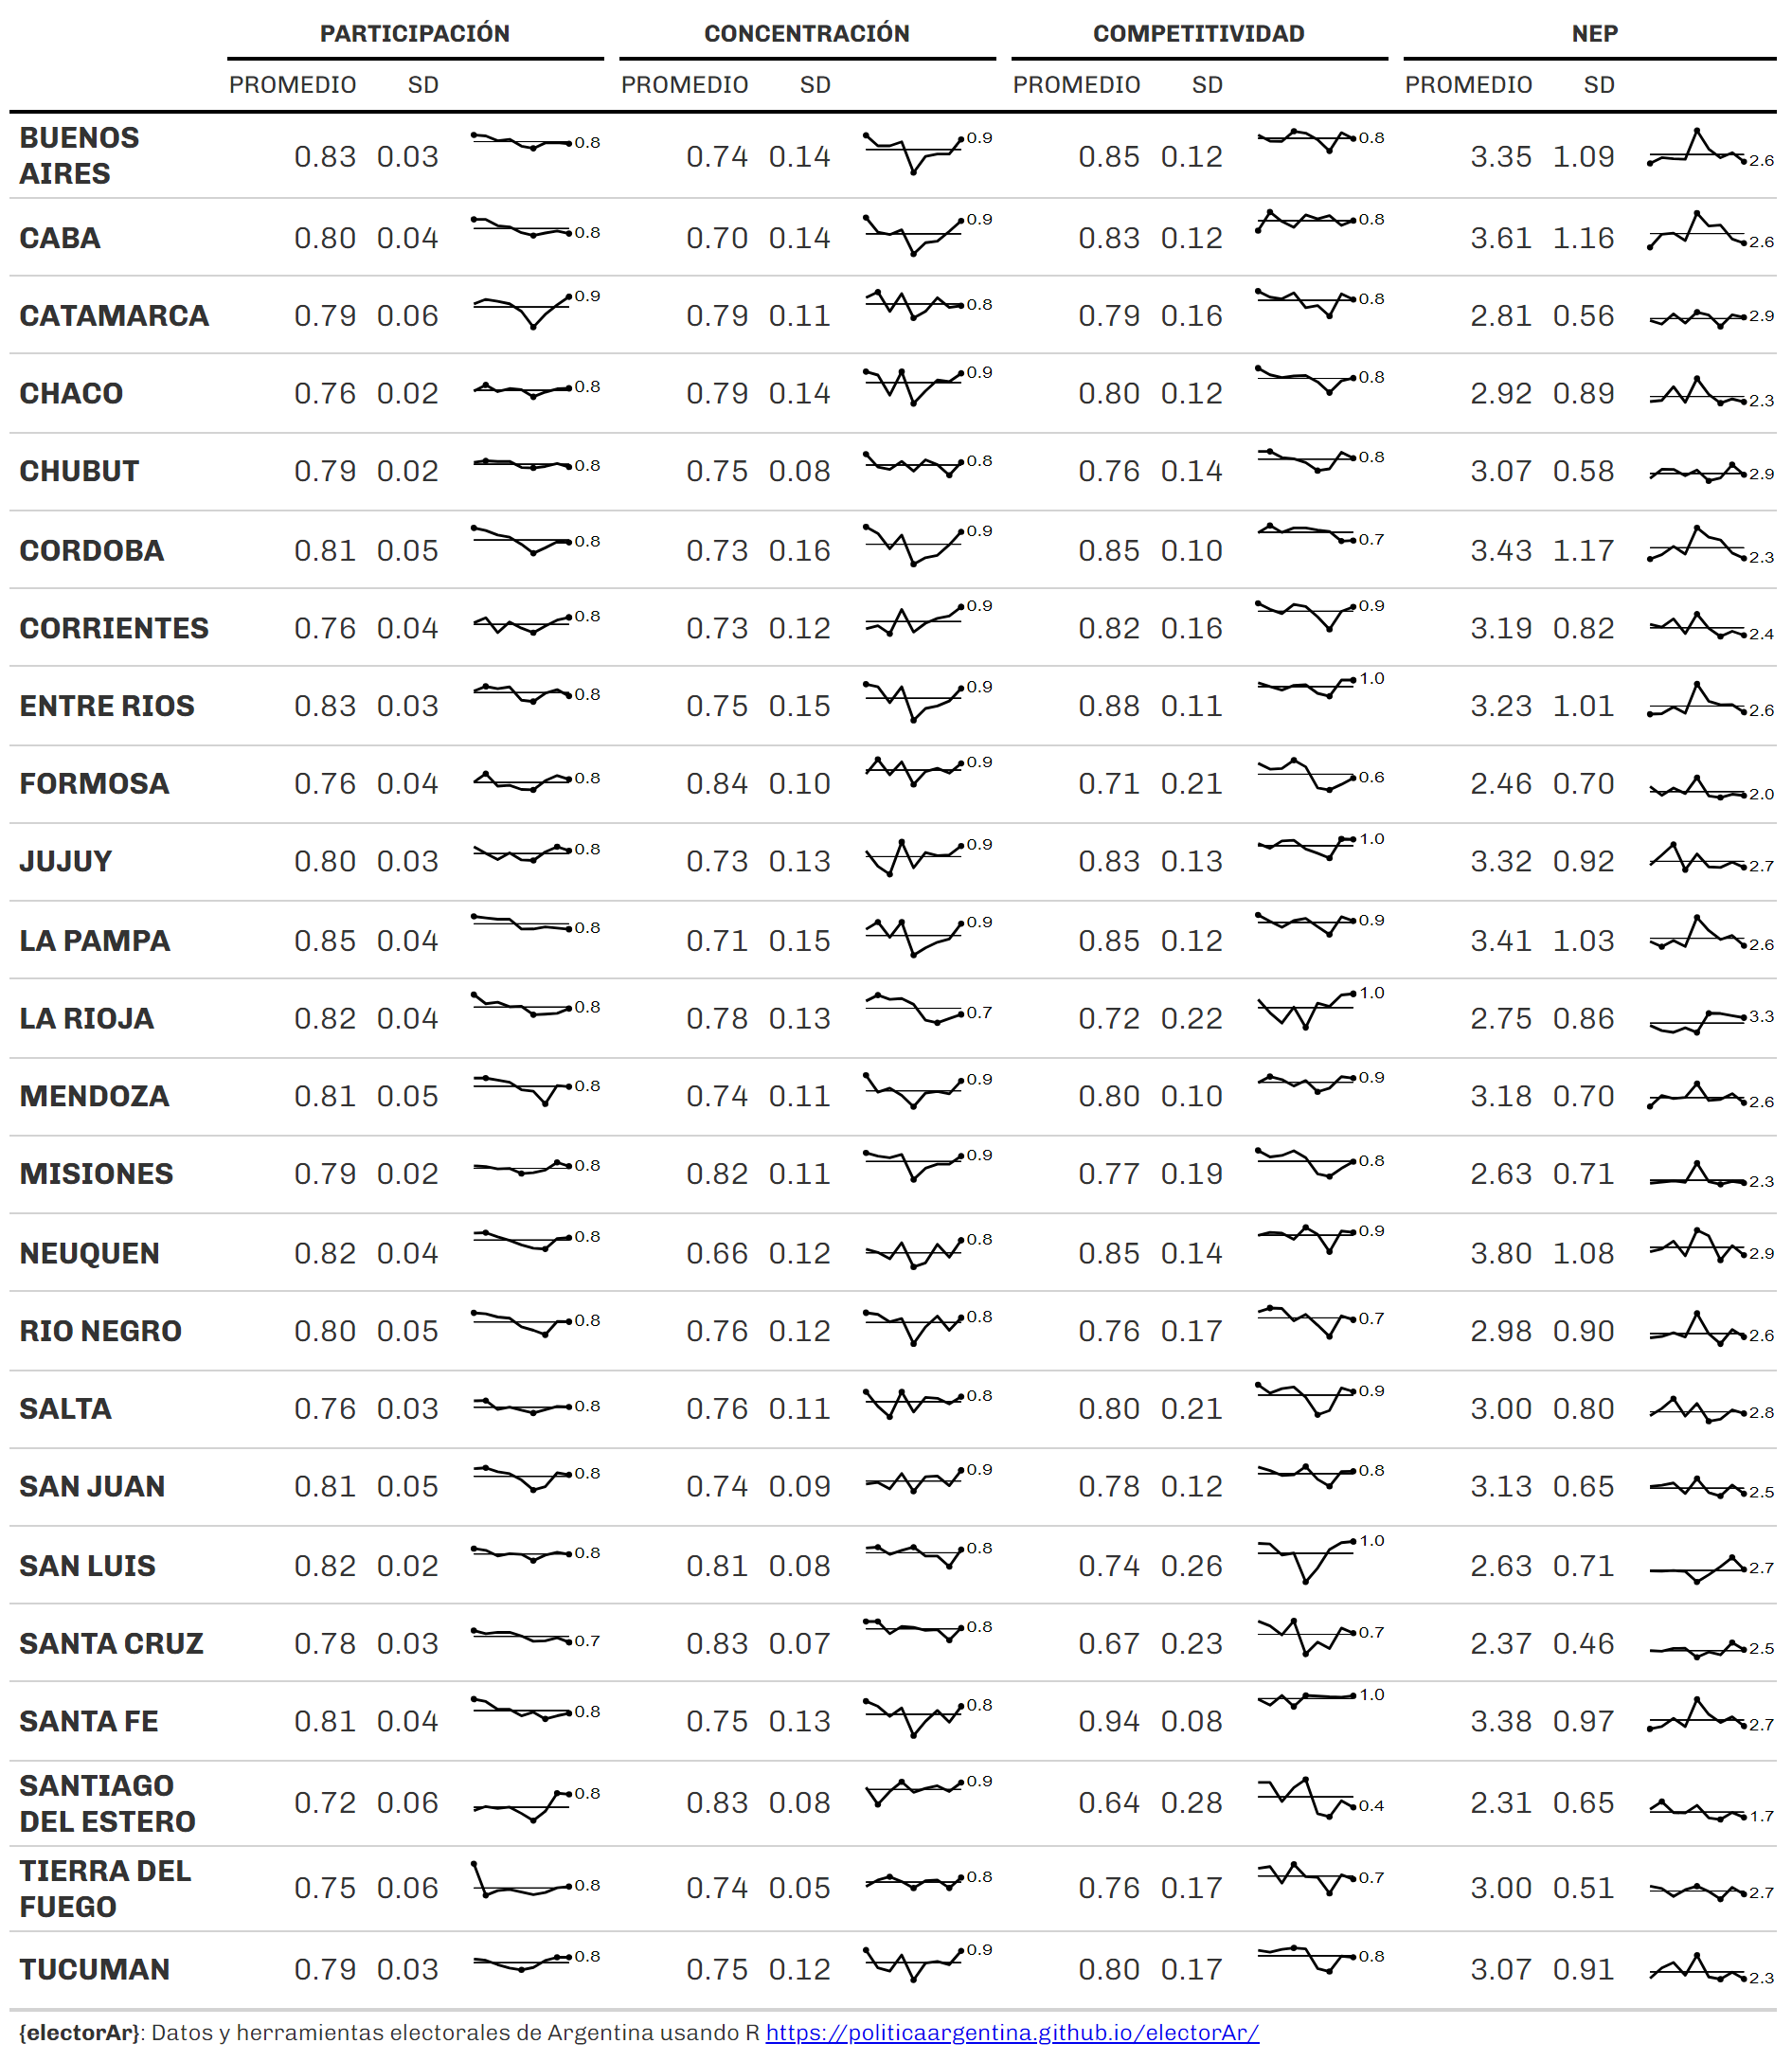 PARTICIPACIÓN CONCENTRACIÓN COMPETITIVIDAD NEP
PROMEDIO SD PROMEDIO SD PROMEDIO SD PROMEDIO SD
BUENOS
AIRES 0.83 0.03 0.8 0.74 0.14 0.9 0.85 0.12 0.8 3.35 1.09 2.6
CABA 0.80 0.04 0.8 0.70 0.14 0.9 0.83 0.12 0.8 3.61 1.16 2.6
CATAMARCA 0.79 0.06 0.9 0.79 0.11 0.8 0.79 0.16 0.8 2.81 0.56 2.9
CHACO 0.76 0.02 0.8 0.79 0.14 0.9 0.80 0.12 0.8 2.92 0.89 2.3
CHUBUT 0.79 0.02 0.8 0.75 0.08 0.8 0.76 0.14 0.8 3.07 0.58 2.9
CORDOBA 0.81 0.05 0.8 0.73 0.16 0.9 0.85 0.10 0.7 3.43 1.17 2.3
CORRIENTES 0.76 0.04 0.8 0.73 0.12 0.9 0.82 0.16 0.9 3.19 0.82 2.4
ENTRE RIOS 0.83 0.03 0.8 0.75 0.15 0.9 0.88 0.11 1.0 3.23 1.01 2.6
FORMOSA 0.76 0.04 0.8 0.84 0.10 0.9 0.71 0.21 0.6 2.46 0.70 2.0
JUJUY 0.80 0.03 0.8 0.73 0.13 0.9 0.83 0.13 1.0 3.32 0.92 2.7
LA PAMPA 0.85 0.04 0.8 0.71 0.15 0.9 0.85 0.12 0.9 3.41 1.03 2.6
LA RIOJA 0.82 0.04 0.8 0.78 0.13 0.7 0.72 0.22 1.0 2.75 0.86 3.3
MENDOZA 0.81 0.05 0.8 0.74 0.11 0.9 0.80 0.10 0.9 3.18 0.70 2.6
MISIONES 0.79 0.02 0.8 0.82 0.11 0.9 0.77 0.19 0.8 2.63 0.71 2.3
NEUQUEN 0.82 0.04 0.8 0.66 0.12 0.8 0.85 0.14 0.9 3.80 1.08 2.9
RIO NEGRO 0.80 0.05 0.8 0.76 0.12 0.8 0.76 0.17 0.7 2.98 0.90 2.6
SALTA 0.76 0.03 0.8 0.76 0.11 0.8 0.80 0.21 0.9 3.00 0.80 2.8
SAN JUAN 0.81 0.05 0.8 0.74 0.09 0.9 0.78 0.12 0.8 3.13 0.65 2.5
SAN LUIS 0.82 0.02 0.8 0.81 0.08 0.8 0.74 0.26 1.0 2.63 0.71 2.7
SANTA CRUZ 0.78 0.03 0.7 0.83 0.07 0.8 0.67 0.23 0.7 2.37 0.46 2.5
SANTA FE 0.81 0.04 0.8 0.75 0.13 0.8 0.94 0.08 1.0 3.38 0.97 2.7
SANTIAGO
DEL ESTERO 0.72 0.06 0.8 0.83 0.08 0.9 0.64 0.28 0.4 2.31 0.65 1.7
TIERRA DEL
FUEGO 0.75 0.06 0.8 0.74 0.05 0.8 0.76 0.17 0.7 3.00 0.51 2.7
TUCUMAN 0.79 0.03 0.8 0.75 0.12 0.9 0.80 0.17 0.8 3.07 0.91 2.3
{electorAr}: Datos y herramientas electorales de Argentina usando R https://politicaargentina.github.io/electorAr/